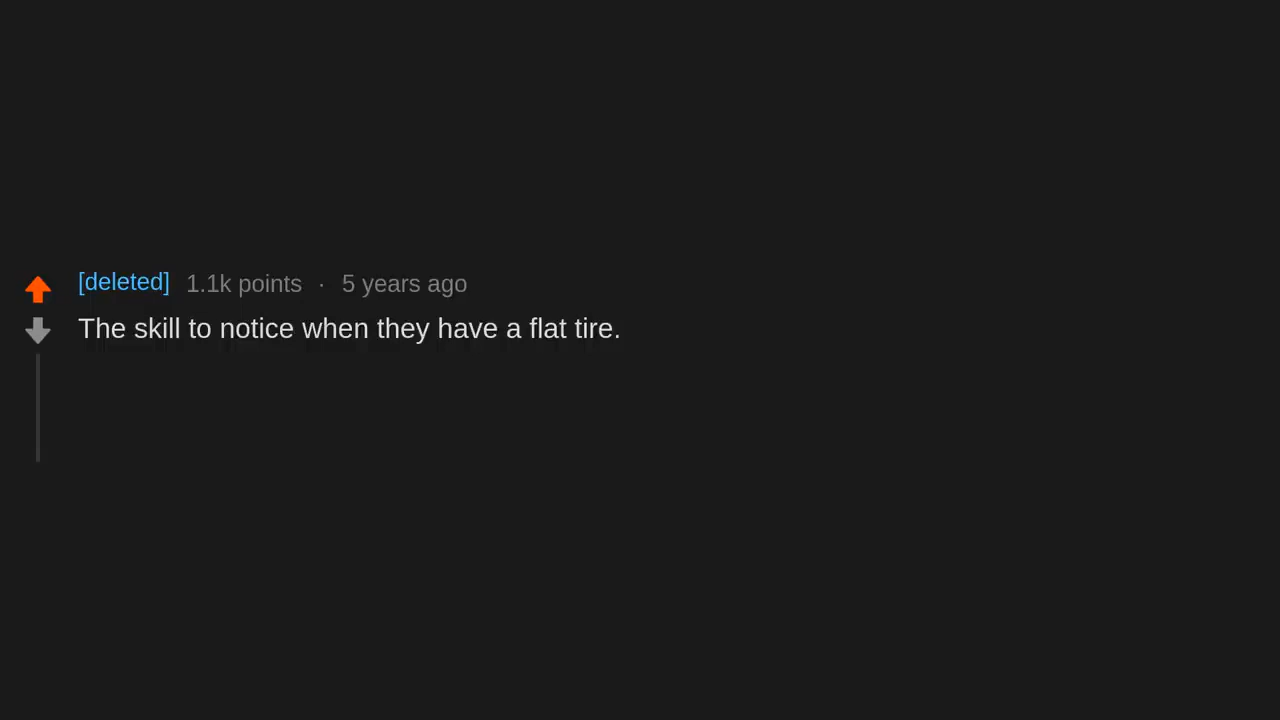 [deleted] 1.1k points · 5 years ago
The skill to notice when they have a flat tire.